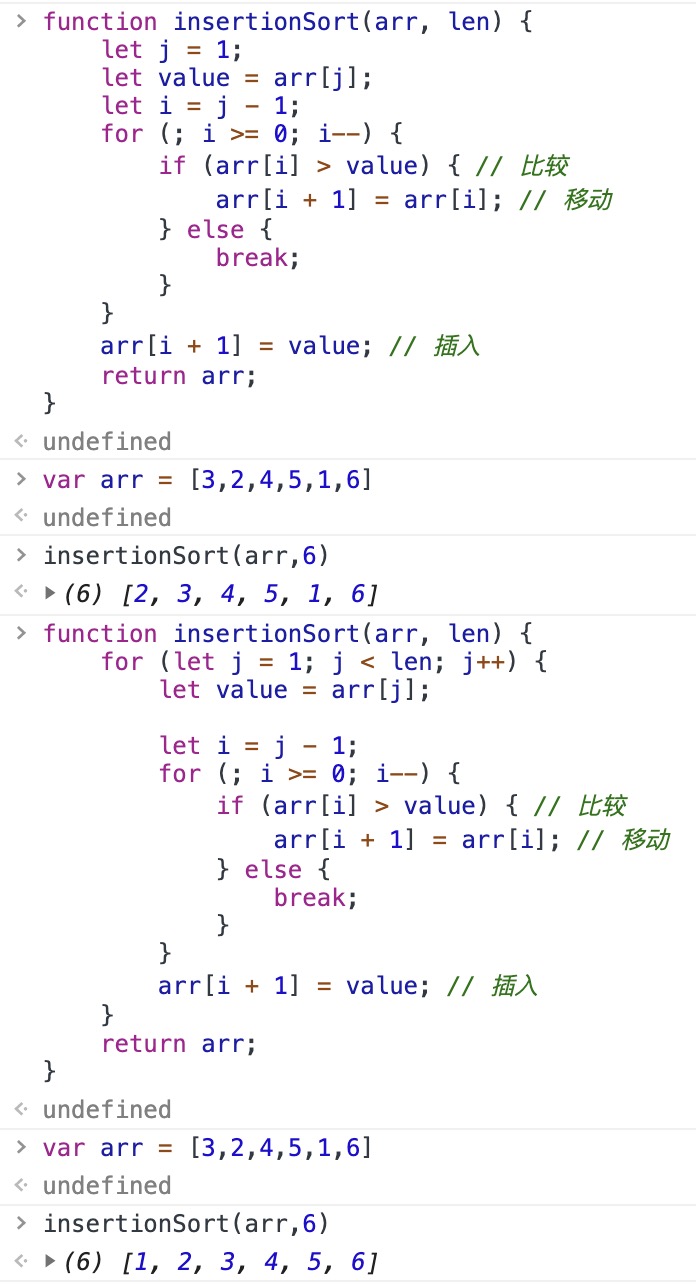 > function insertionSort(arr, len) {
    let j = 1;
    let value = arr[j];
    let i = j - 1;
    for (; i >= 0; i--) {
        if (arr[i] > value) { // 比较
            arr[i + 1] = arr[i]; // 移动
        } else {
            break;
        }
    }
    arr[i + 1] = value; // 插入
    return arr;
}
undefined
> var arr = [3,2,4,5,1,6]
undefined
> insertionSort(arr,6)
(6) [2, 3, 4, 5, 1, 6]
> function insertionSort(arr, len) {
    for (let j = 1; j < len; j++) {
        let value = arr[j];

        let i = j - 1;
        for (; i >= 0; i--) {
            if (arr[i] > value) { // 比较
                arr[i + 1] = arr[i]; // 移动
            } else {
                break;
            }
        }
        arr[i + 1] = value; // 插入
    }
    return arr;
}
undefined
> var arr = [3,2,4,5,1,6]
undefined
> insertionSort(arr,6)
(6) [1, 2, 3, 4, 5, 6]